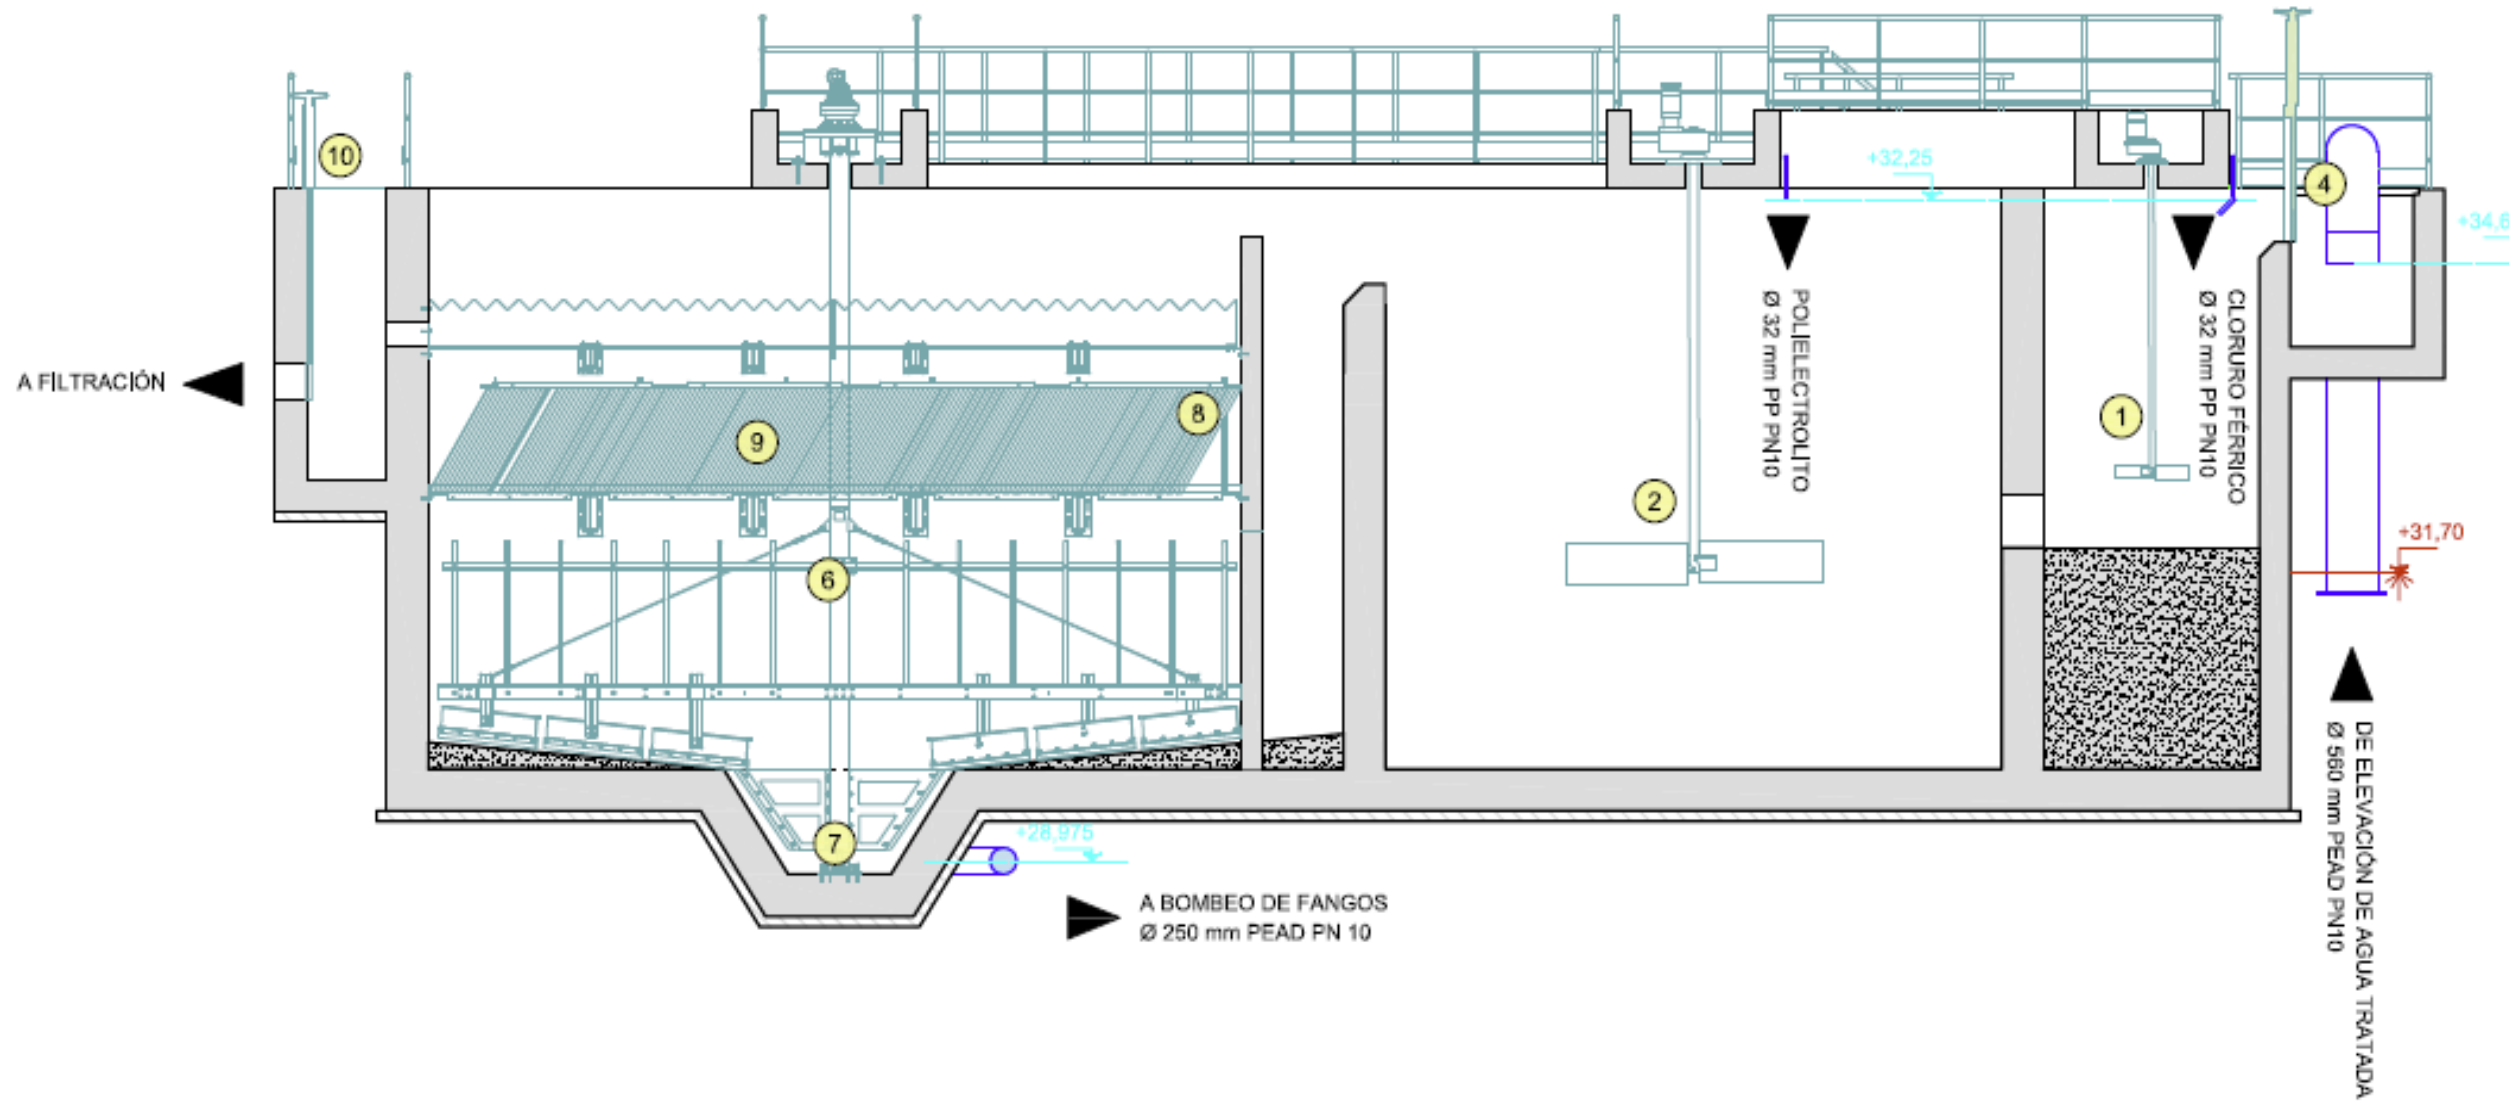 10
+32,25
4
+34,6
A FILTRACIÓN
8
9
POLIELECTROLITO
Ø 32 mm PP PN10
CLORURO FÉRRICO
Ø 32 mm PP PN10
1
2
+31,70
6
7
+28,975
A BOMBEO DE FANGOS
Ø 250 mm PEAD PN 10
DE ELEVACIÓN DE AGUA TRATADA
Ø 560 mm PEAD PN10